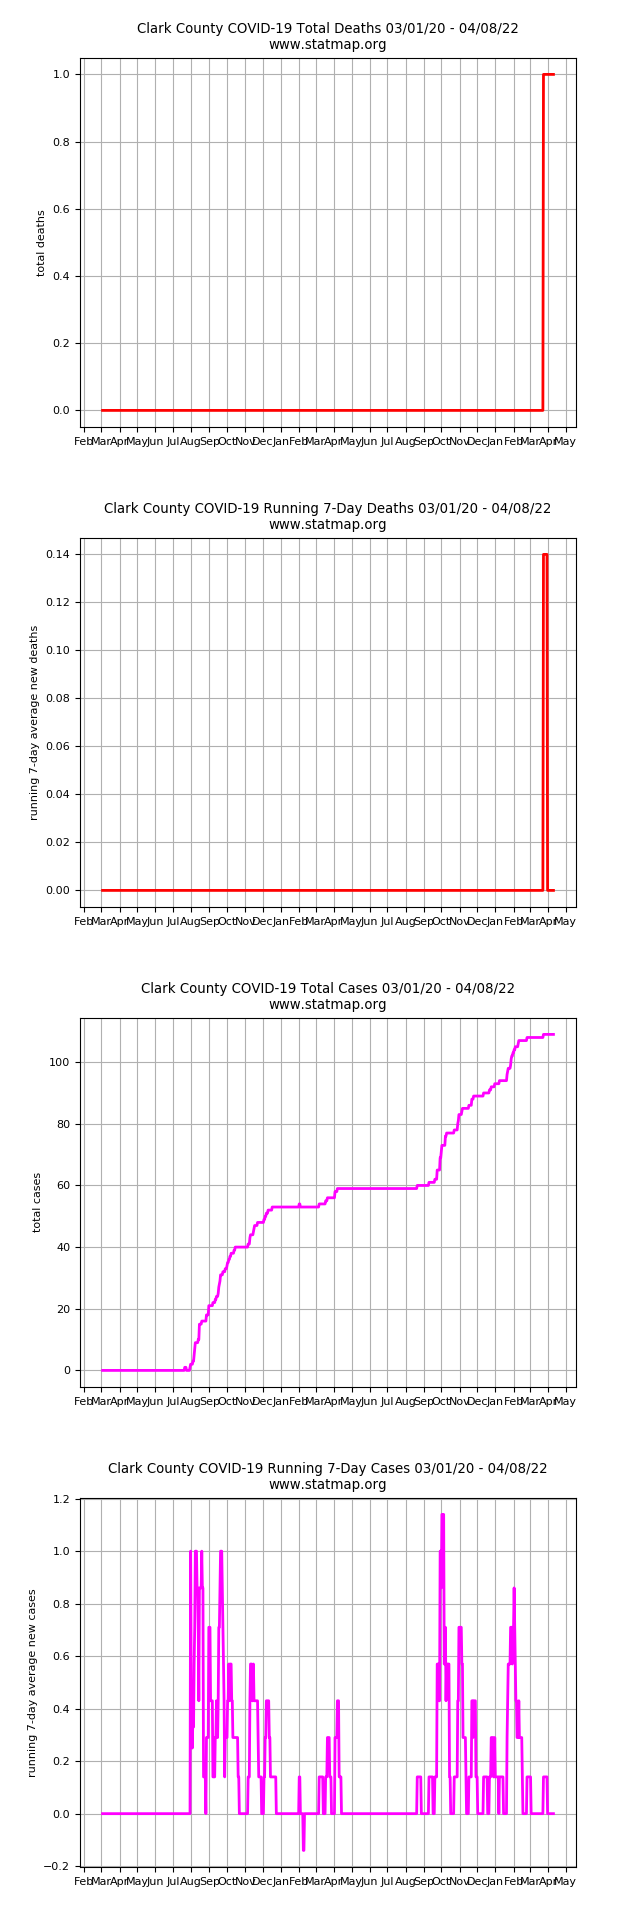 Clark County COVID-19 Total Deaths 03/01/20 - 04/08/22
www.statmap.org
1.0
0.8
0.6
0.4
0.2
0.0
total deaths
Feb Mar Apr May Jun Jul Aug Sep Oct Nov Dec Jan Feb Mar Apr May Jun Jul Aug Sep Oct Nov Dec Jan Feb Mar Apr May
Clark County COVID-19 Running 7-Day Deaths 03/01/20 - 04/08/22
www.statmap.org
0.14
0.12
0.10
0.08
0.06
0.04
0.02
0.00
running 7-day average new deaths
Feb Mar Apr May Jun Jul Aug Sep Oct Nov Dec Jan Feb Mar Apr May Jun Jul Aug Sep Oct Nov Dec Jan Feb Mar Apr May
Clark County COVID-19 Total Cases 03/01/20 - 04/08/22
www.statmap.org
100
80
60
40
20
0
total cases
Feb Mar Apr May Jun Jul Aug Sep Oct Nov Dec Jan Feb Mar Apr May Jun Jul Aug Sep Oct Nov Dec Jan Feb Mar Apr May
Clark County COVID-19 Running 7-Day Cases 03/01/20 - 04/08/22
www.statmap.org
1.2
1.0
0.8
0.6
0.4
0.2
0.0
−0.2
running 7-day average new cases
Feb Mar Apr May Jun Jul Aug Sep Oct Nov Dec Jan Feb Mar Apr May Jun Jul Aug Sep Oct Nov Dec Jan Feb Mar Apr May